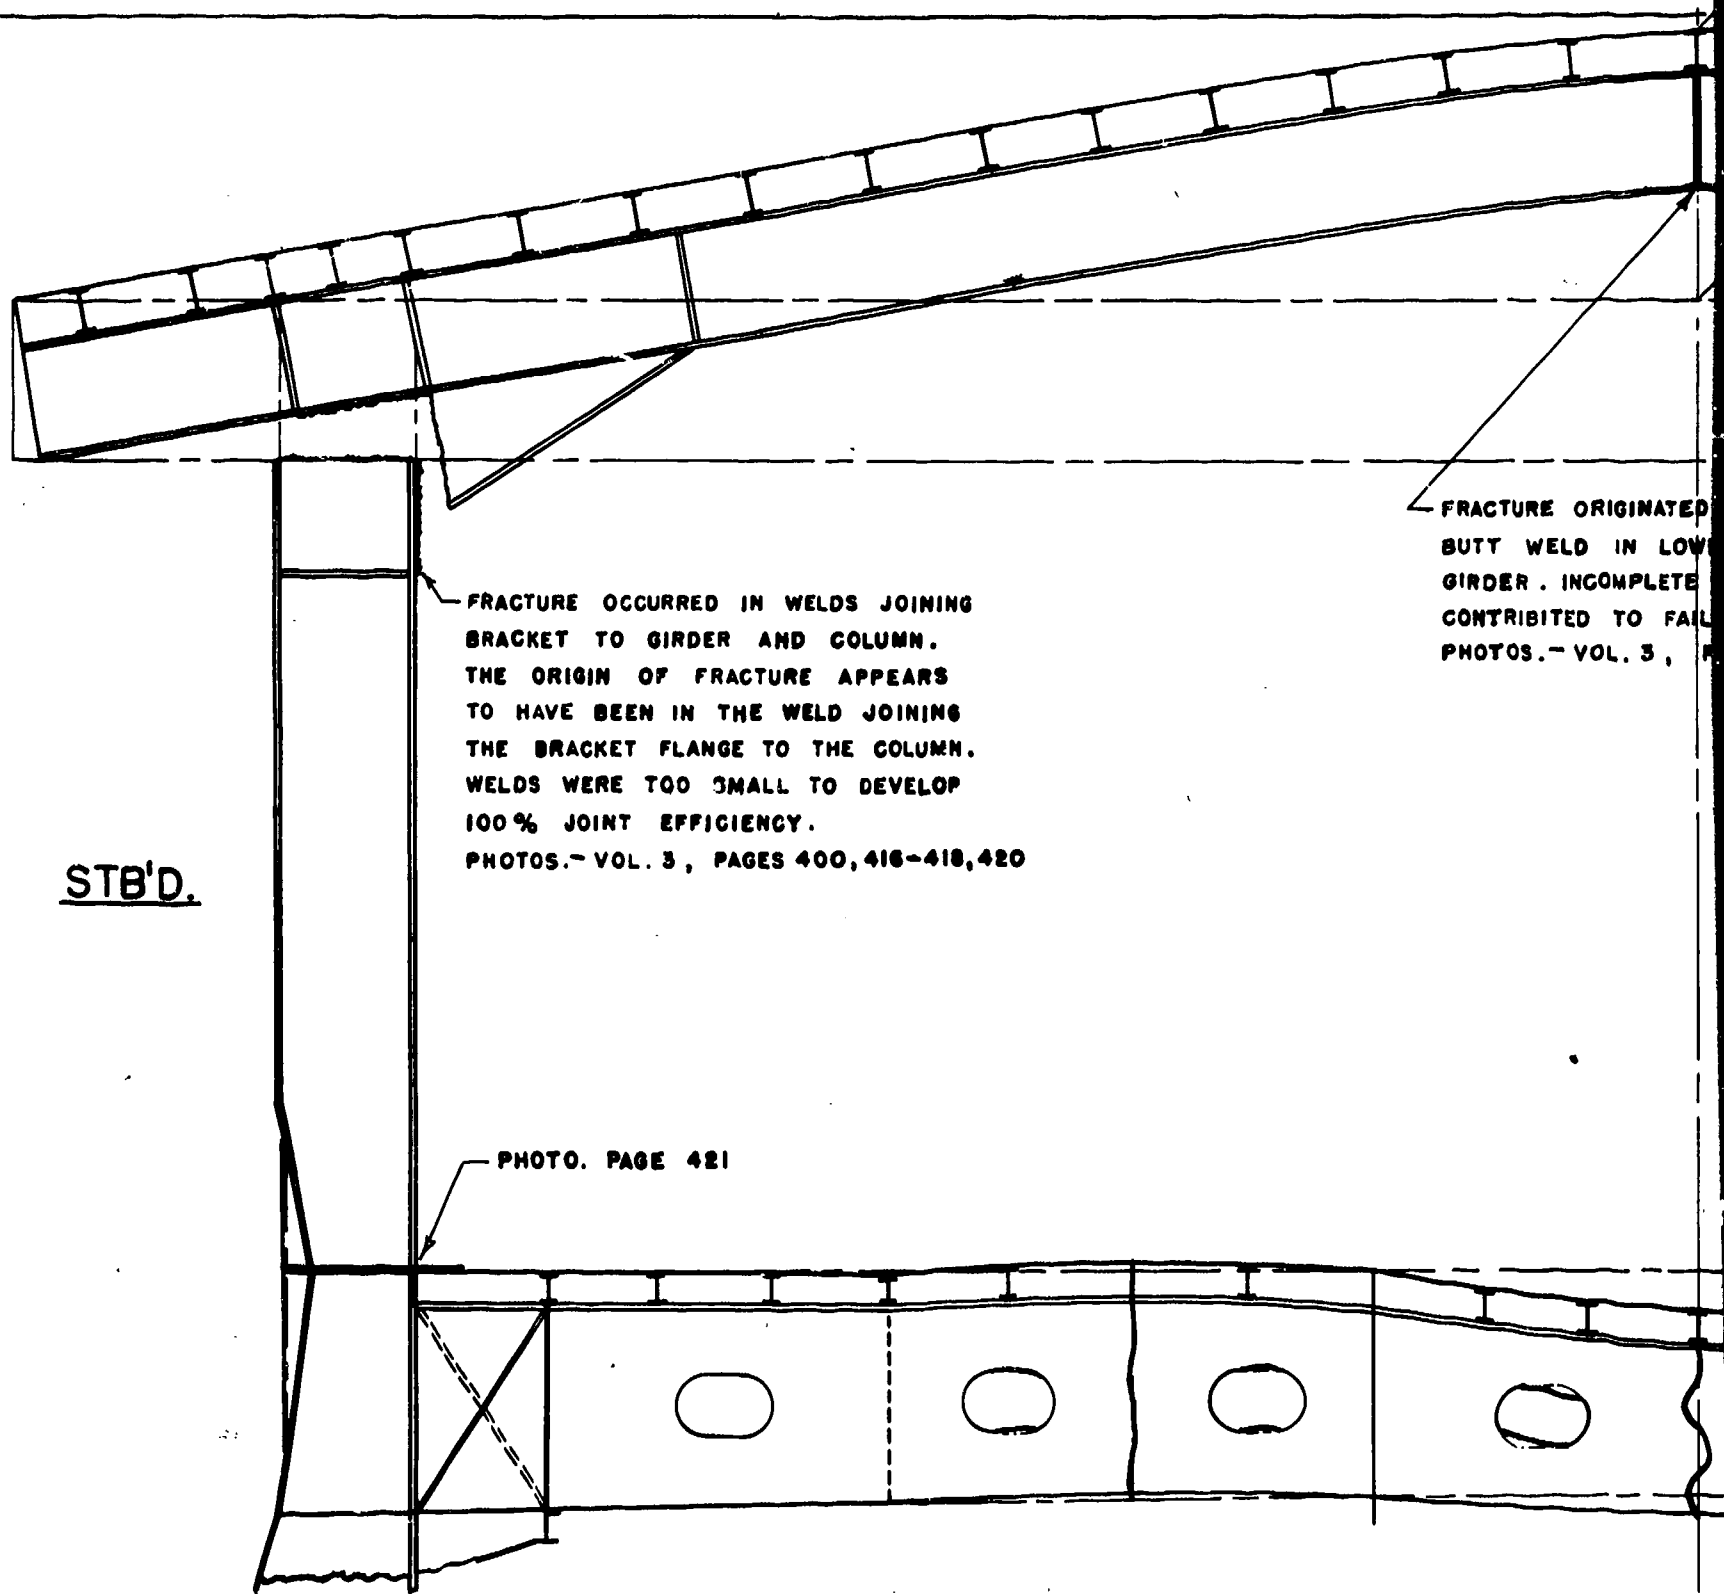 FRACTURE ORIGINATED
BUTT WELD IN LOW
GIRDER. INCOMPLETE
CONTRIBITED TO FAIL
PHOTOS.- VOL. 3,
FRACTURE OCCURRED IN WELDS JOINING
BRACKET TO GIRDER AND COLUMN.
THE ORIGIN OF FRACTURE APPEARS
TO HAVE BEEN IN THE WELD JOINING
THE BRACKET FLANGE TO THE COLUMN.
WELDS WERE TOO SMALL TO DEVELOP
100% JOINT EFFICIENCY.
PHOTOS.- VOL. 3, PAGES 400, 416-418, 420
STB'D.
PHOTO. PAGE 421